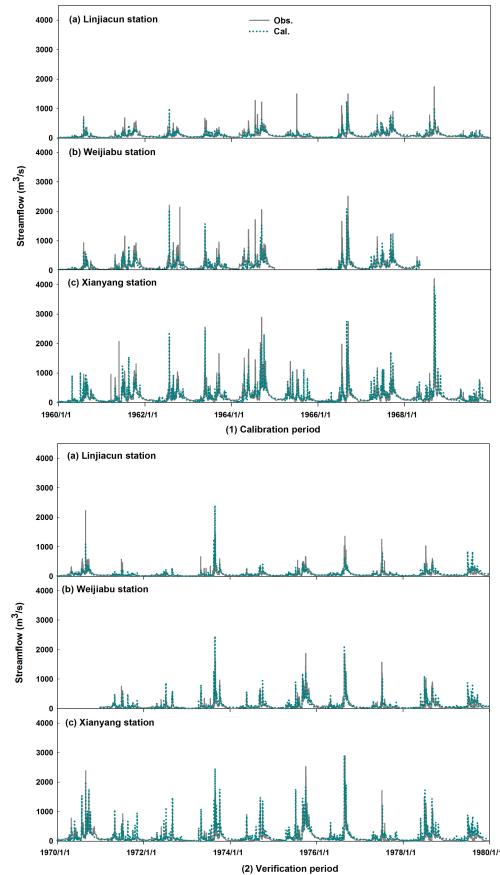 4500
(a) Linjiacun station
Obs.
Cal.
4000
3000
2000
1000
0
(b) Weijiabu station
4000
3000
2000
1000
0
Streamflow (m³/s)
(c) Xianyang station
4000
3000
2000
1000
0
1960/1/1 1962/1/1 1964/1/1 1966/1/1 1968/1/1
(1) Calibration period
4500
(a) Linjiacun station
4000
3000
2000
1000
0
(b) Weijiabu station
4000
3000
2000
1000
0
Streamflow (m³/s)
(c) Xianyang station
4000
3000
2000
1000
0
1970/1/1 1972/1/1 1974/1/1 1976/1/1 1978/1/1 1980/1/
(2) Verification period